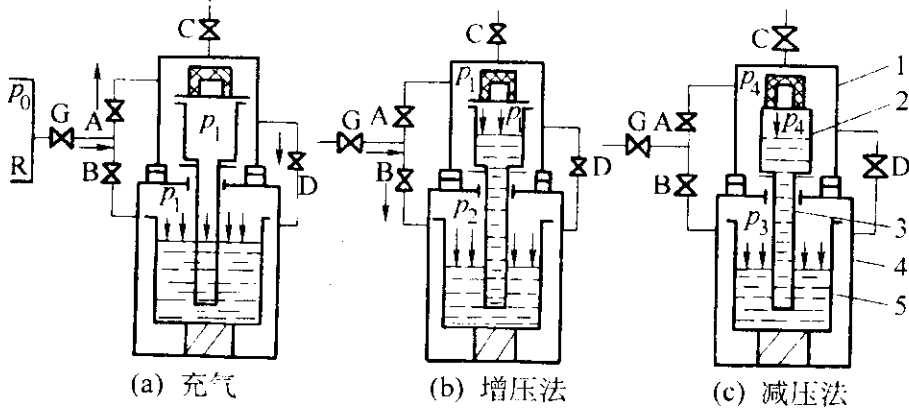 C C C
p₀ G A p₁ B D R p₁
p₁ G A p₁ B D p₂
p₄ G A p₄ B D p₃ 1 2 3 4 5
(a) 充气 (b) 增压法 (c) 减压法